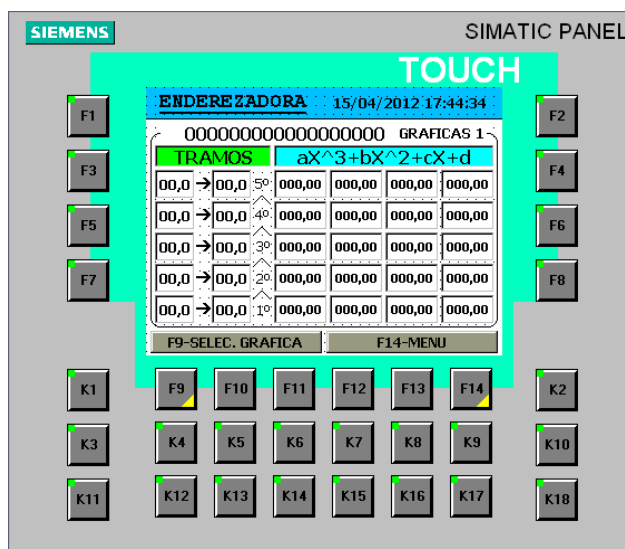 SIEMENS SIMATIC PANEL
TOUCH
ENDEREZADORA 15/04/2012 17:44:34
000000000000000000 GRAFICAS 1
TRAMOS aX^3+bX^2+cX+d
00,0 → 00,0 5º 000,00 000,00 000,00 000,00
00,0 → 00,0 4º 000,00 000,00 000,00 000,00
00,0 → 00,0 3º 000,00 000,00 000,00 000,00
00,0 → 00,0 2º 000,00 000,00 000,00 000,00
00,0 → 00,0 1º 000,00 000,00 000,00 000,00
F9-SELEC. GRAFICA F14-MENU
F1 F2
F3 F4
F5 F6
F7 F8
K1 F9 F10 F11 F12 F13 F14 K2
K3 K4 K5 K6 K7 K8 K9 K10
K11 K12 K13 K14 K15 K16 K17 K18